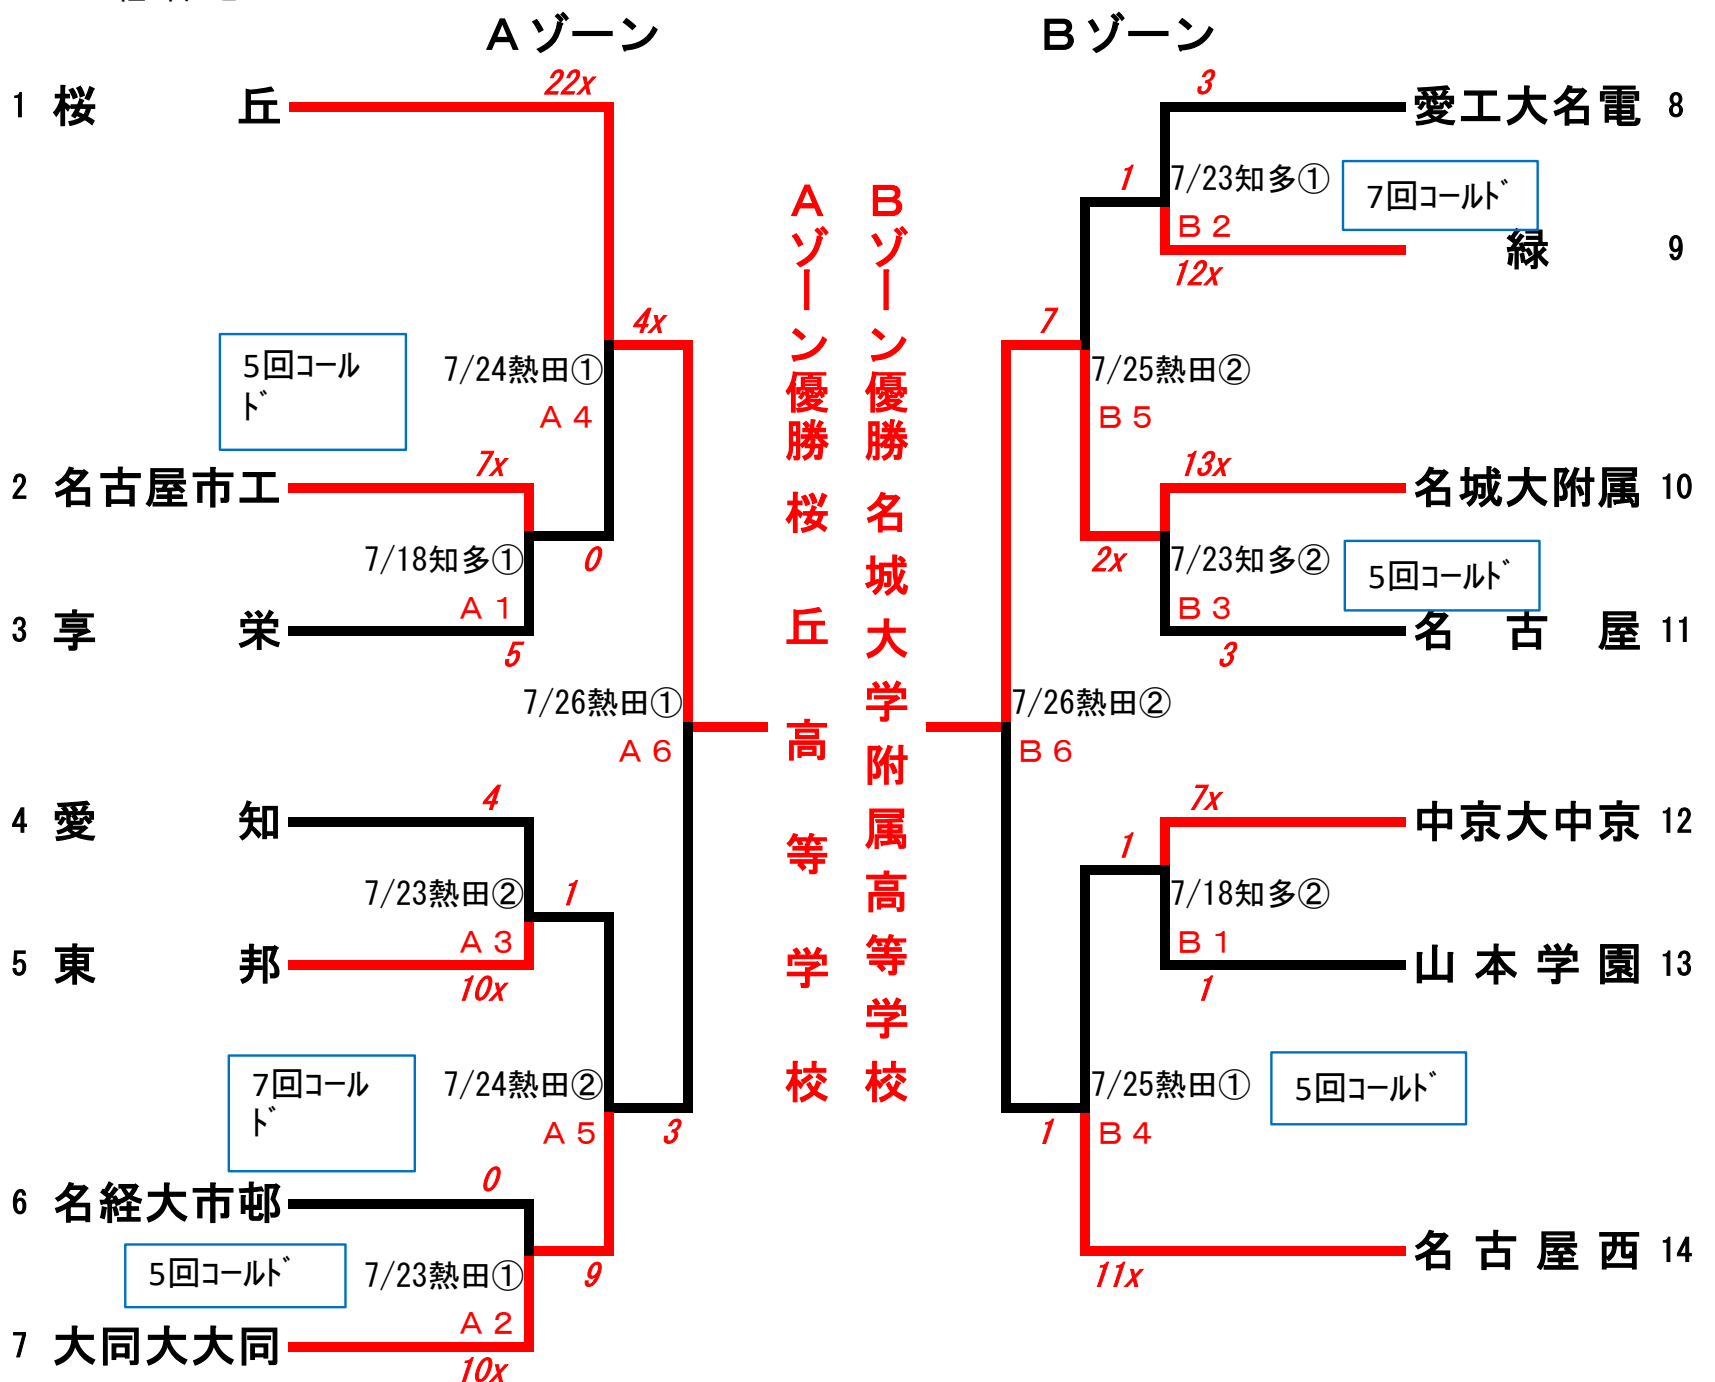 Aゾーン
Bゾーン
1 桜丘
22x
3
愛工大名電 8
7/23知多①
7回コールド
1
B2
緑 9
12x
4x
7
5回コール
ド
7/24熱田①
A4
7/25熱田②
B5
2 名古屋市工
7x
13x
名城大附属 10
7/18知多①
0
2x
7/23知多②
5回コールド
A1
B3
3 享栄
5
3
名古屋 11
Aゾーン優勝 桜丘高等学校
Bゾーン優勝 名城大学附属高等学校
7/26熱田①
A6
7/26熱田②
B6
4 愛知
4
7x
中京大中京 12
1
7/23熱田②
1
7/18知多②
A3
B1
5 東邦
10x
1
山本学園 13
7回コール
ド
7/24熱田②
A5
3
1
7/25熱田①
5回コールド
B4
6 名経大市邨
0
5回コールド
7/23熱田①
9
11x
名古屋西 14
A2
7 大同大大同
10x